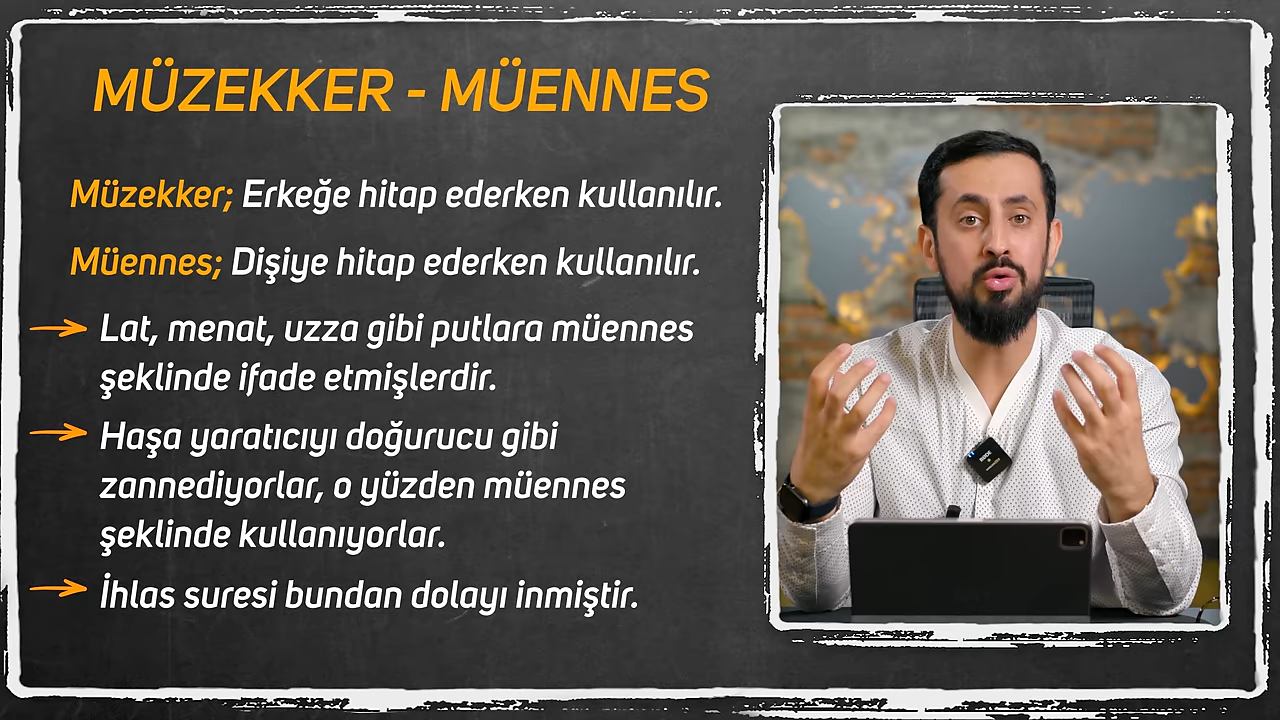 MÜZEKKER - MÜENNES
Müzekker; Erkeğe hitap ederken kullanılır.
Müennes; Dişiye hitap ederken kullanılır.
Lat, menat, uzza gibi putlara müennes
şeklinde ifade etmişlerdir.
Haşa yaratıcıyı doğurucu gibi
zannediyorlar, o yüzden müennes
şeklinde kullanıyorlar.
İhlas suresi bundan dolayı inmiştir.